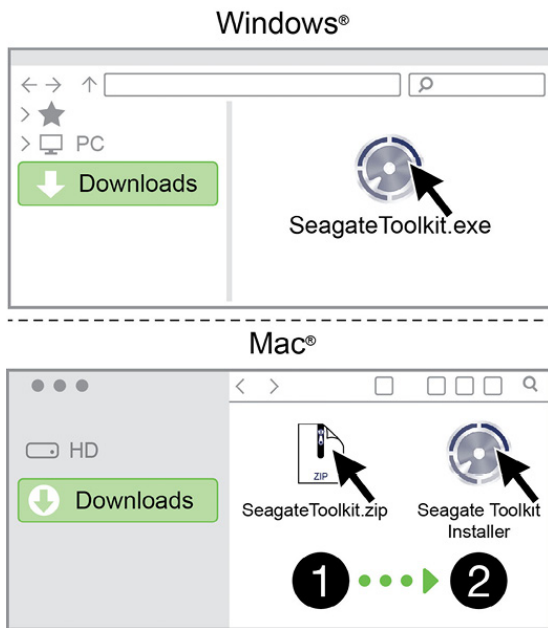 Windows®
PC
Downloads
SeagateToolkit.exe
Mac®
HD
Downloads
ZIP
SeagateToolkit.zip
Seagate Toolkit
Installer
1
2